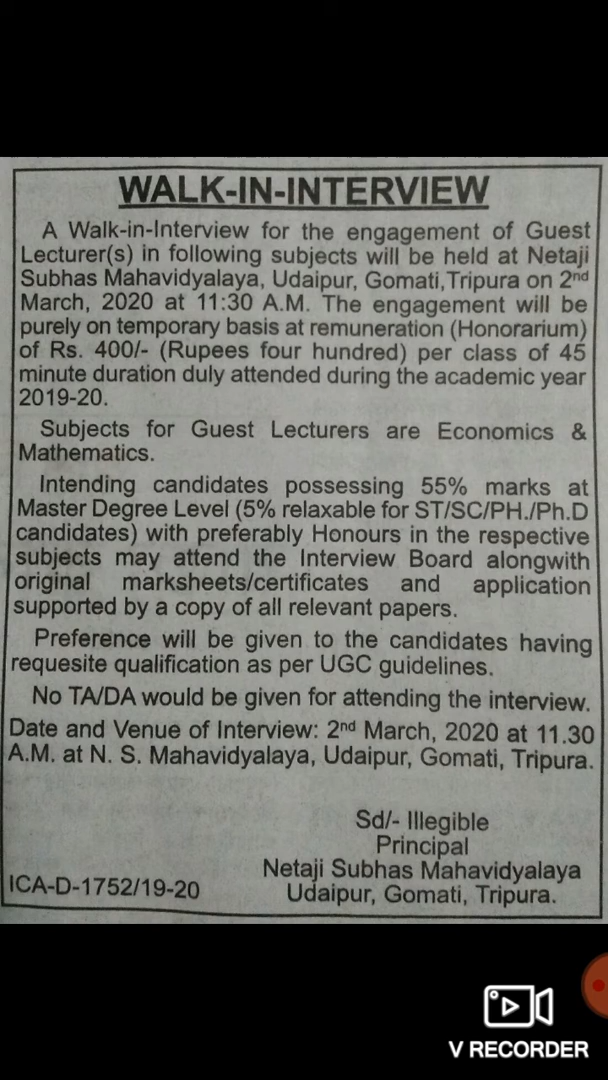 WALK-IN-INTERVIEW
A Walk-in-Interview for the engagement of Guest
Lecturer(s) in following subjects will be held at Netaji
Subhas Mahavidyalaya, Udaipur, Gomati,Tripura on 2nd
March, 2020 at 11:30 A.M. The engagement will be
purely on temporary basis at remuneration (Honorarium)
of Rs. 400/- (Rupees four hundred) per class of 45
minute duration duly attended during the academic year
2019-20.
Subjects for Guest Lecturers are Economics &
Mathematics.
Intending candidates possessing 55% marks at
Master Degree Level (5% relaxable for ST/SC/PH./Ph.D
candidates) with preferably Honours in the respective
subjects may attend the Interview Board alongwith
original marksheets/certificates and application
supported by a copy of all relevant papers.
Preference will be given to the candidates having
requesite qualification as per UGC guidelines.
No TA/DA would be given for attending the interview.
Date and Venue of Interview: 2nd March, 2020 at 11.30
A.M. at N. S. Mahavidyalaya, Udaipur, Gomati, Tripura.
Sd/- Illegible
Principal
Netaji Subhas Mahavidyalaya
ICA-D-1752/19-20 Udaipur, Gomati, Tripura.
V RECORDER